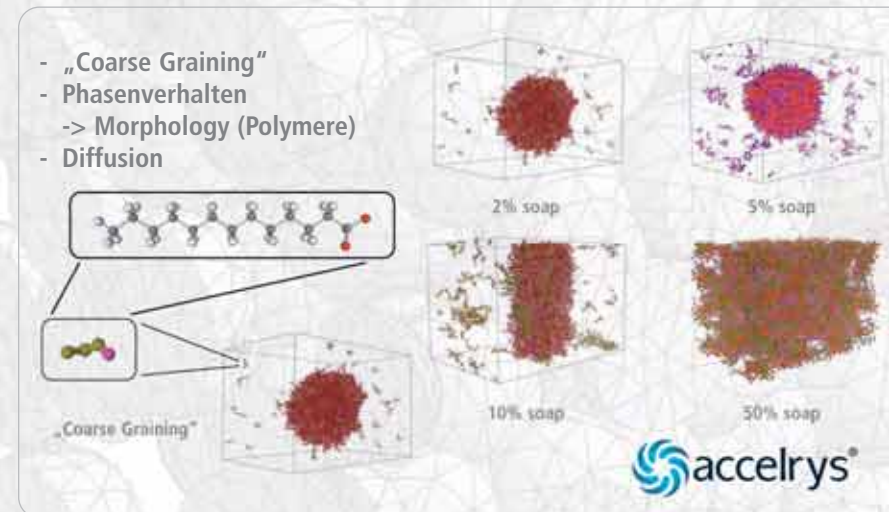 - „Coarse Graining“
- Phasenverhalten
-> Morphology (Polymere)
- Diffusion
2% soap
5% soap
10% soap
50% soap
„Coarse Graining“
accelrys®